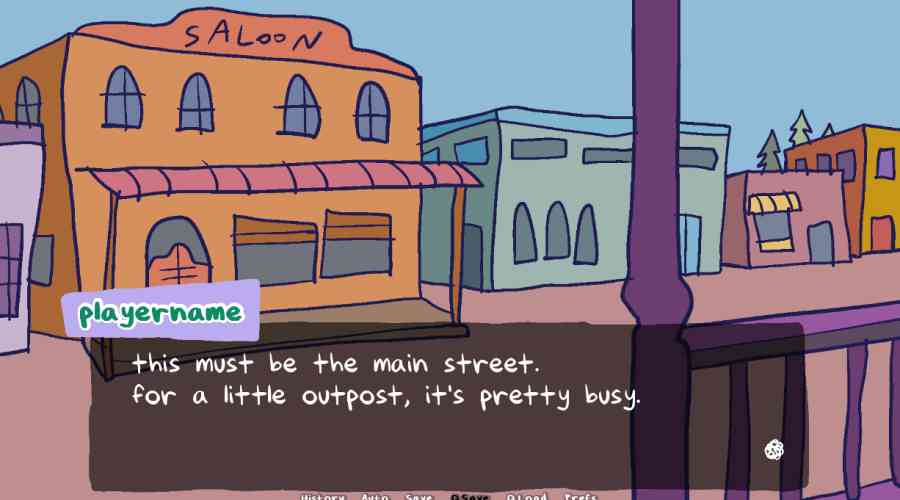 SALOON
playername
this must be the main street.
for a little outpost, it's pretty busy.
History Auto Save Q.Save Q.Load Prefs